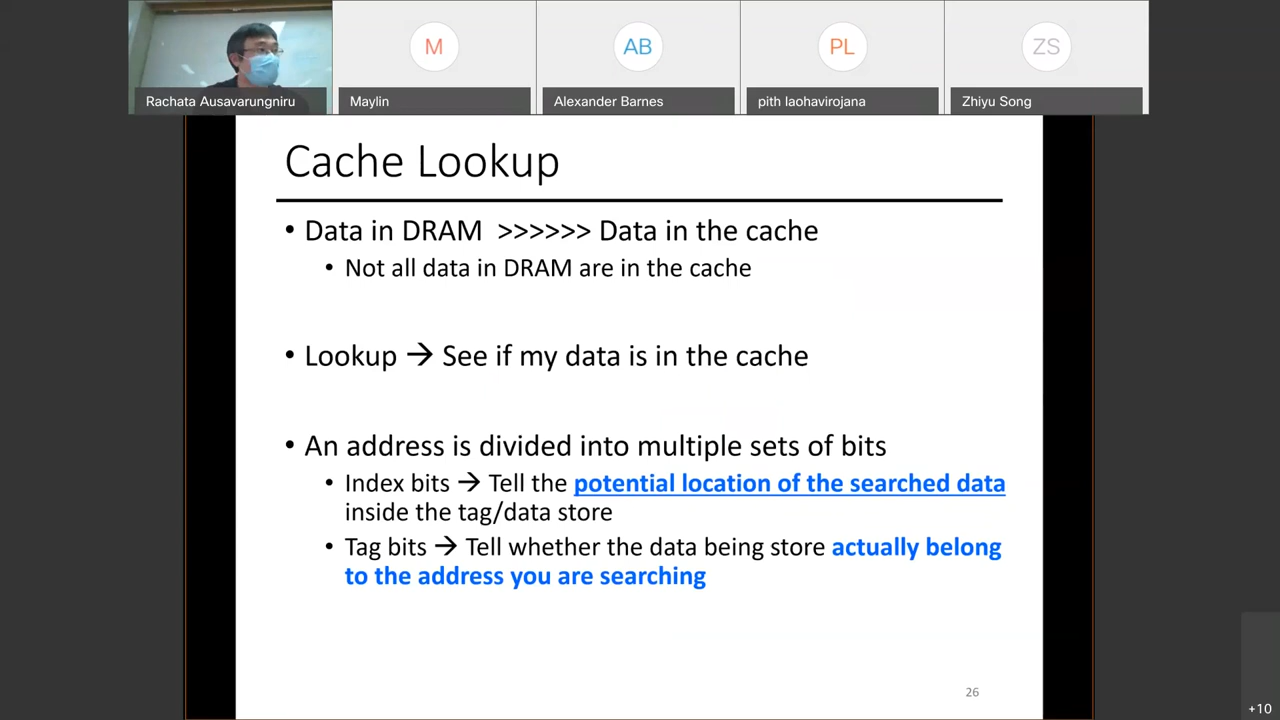 M
AB
PL
ZS
Rachata Ausavarungniru
Maylin
Alexander Barnes
pith laohavirojana
Zhiyu Song
Cache Lookup
• Data in DRAM >>>>>> Data in the cache
• Not all data in DRAM are in the cache
• Lookup → See if my data is in the cache
• An address is divided into multiple sets of bits
• Index bits → Tell the potential location of the searched data
inside the tag/data store
• Tag bits → Tell whether the data being store actually belong
to the address you are searching
26
+10